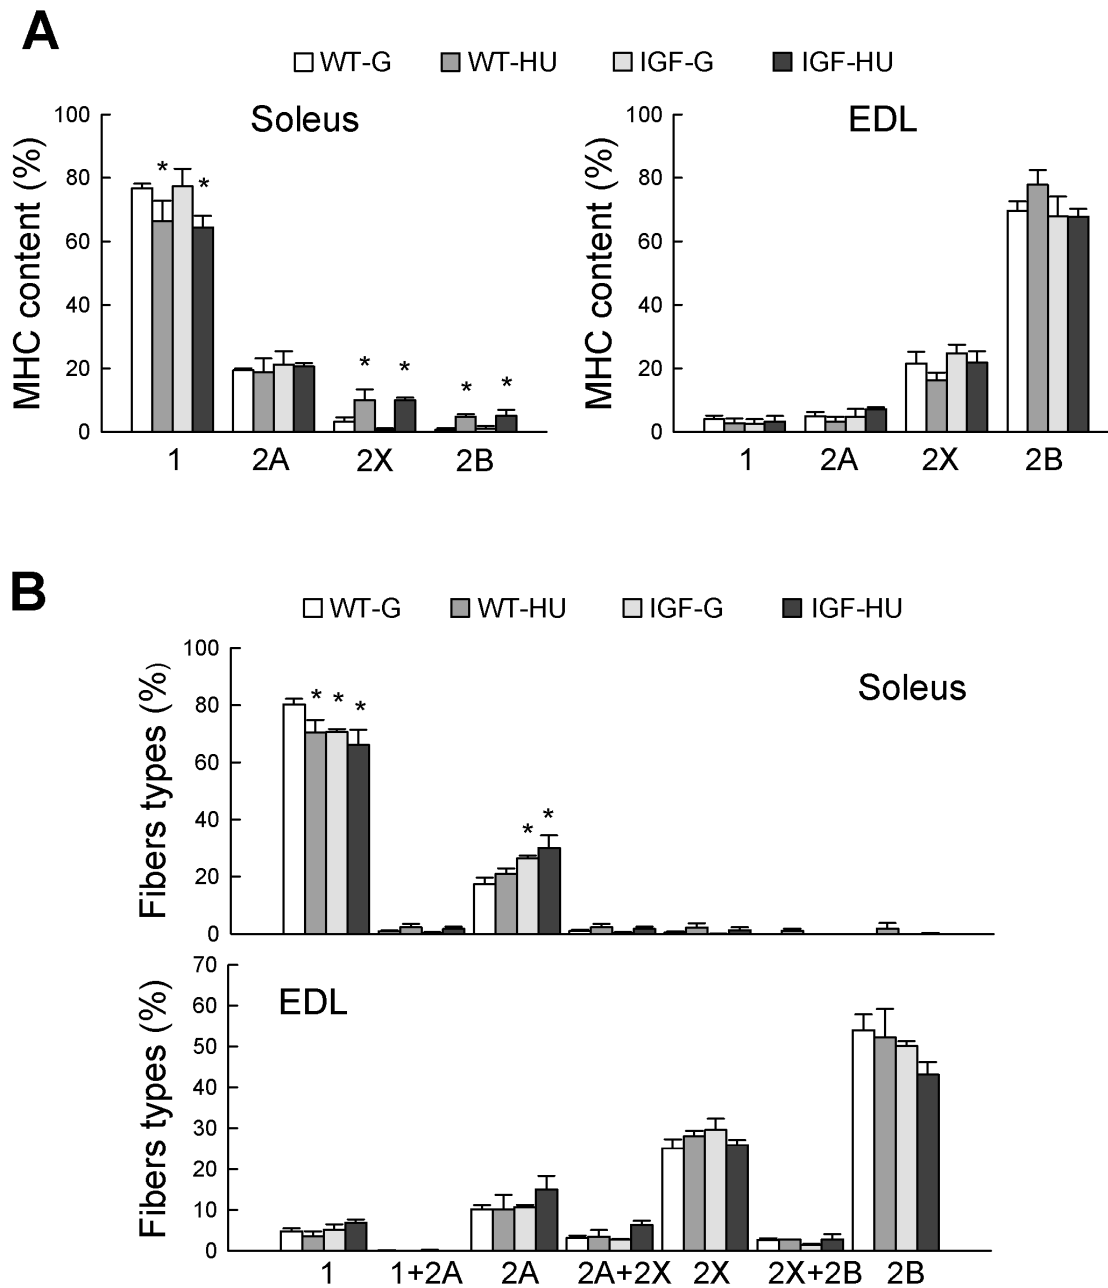 A
WT-G WT-HU IGF-G IGF-HU
Soleus
MHC content (%)
100
80
60
40
20
0
* * * * * *
1 2A 2X 2B
EDL
MHC content (%)
100
80
60
40
20
0
1 2A 2X 2B
B
WT-G WT-HU IGF-G IGF-HU
Soleus
Fibers types (%)
100
80
60
40
20
0
* * * * *
EDL
Fibers types (%)
70
60
50
40
30
20
10
0
1 1+2A 2A 2A+2X 2X 2X+2B 2B